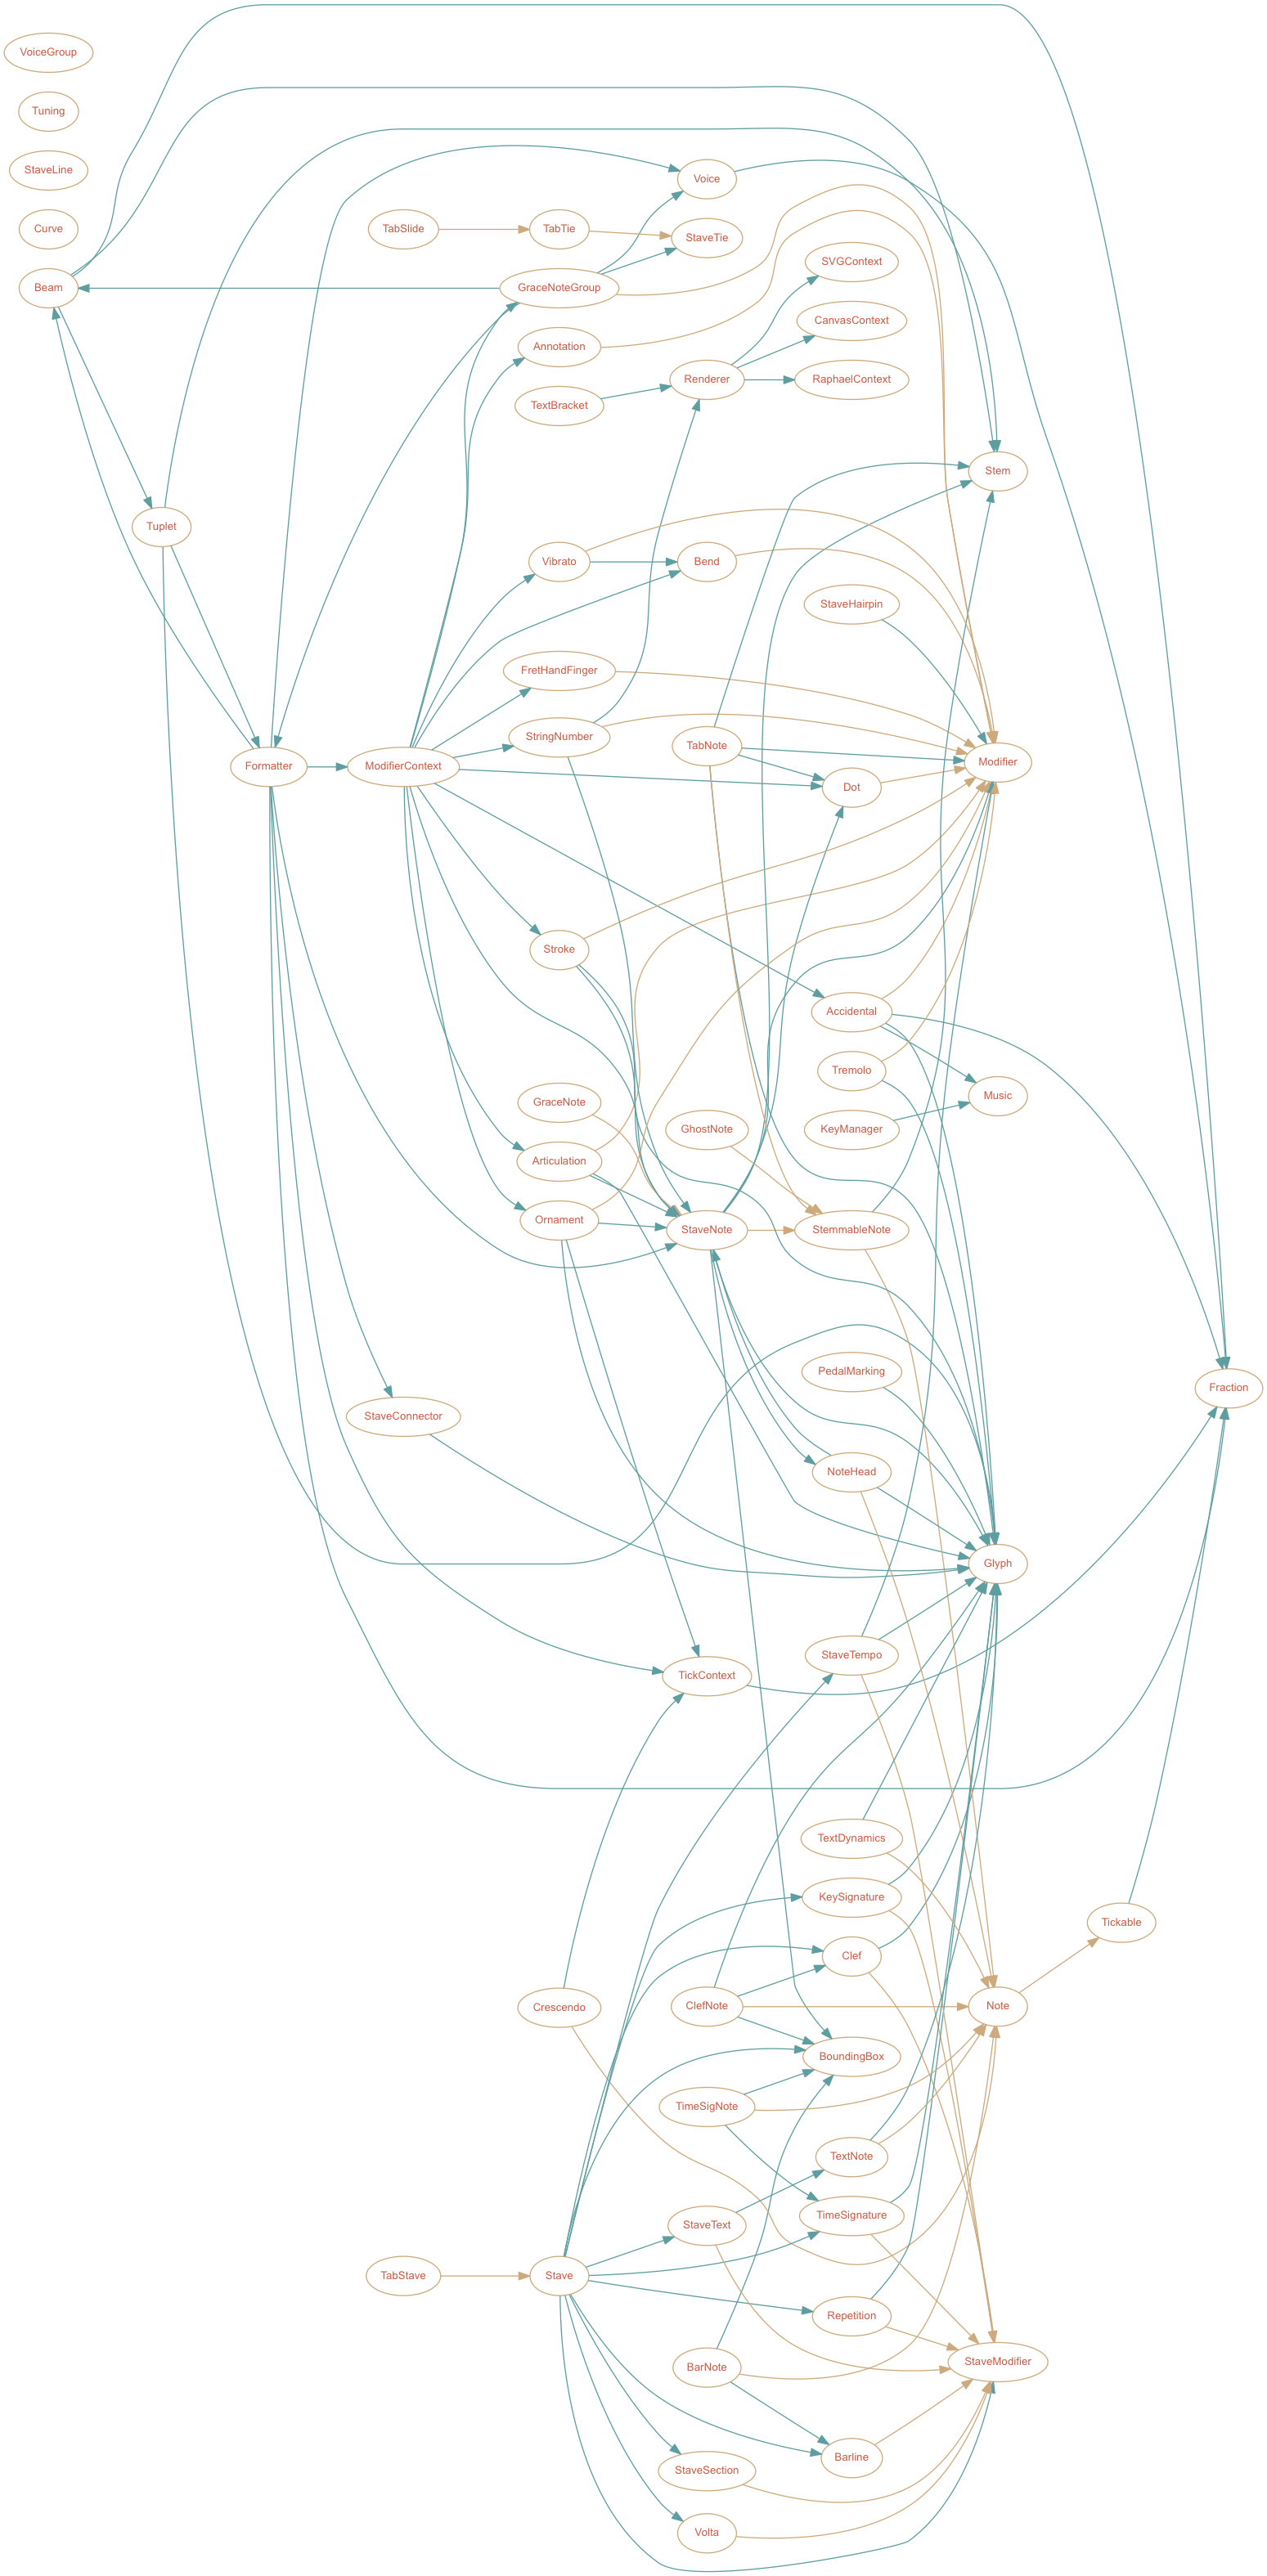 VoiceGroup
Tuning
StaveLine
Voice
Curve
TabSlide
TabTie
StaveTie
SVGContext
Beam
GraceNoteGroup
CanvasContext
Annotation
Renderer
RaphaelContext
TextBracket
Stem
Tuplet
Vibrato
Bend
StaveHairpin
FretHandFinger
StringNumber
TabNote
Formatter
ModifierContext
Modifier
Dot
Stroke
Accidental
Tremolo
Music
GraceNote
GhostNote
KeyManager
Articulation
Ornament
StaveNote
StemmableNote
PedalMarking
Fraction
StaveConnector
NoteHead
Glyph
StaveTempo
TickContext
TextDynamics
KeySignature
Tickable
Clef
Crescendo
ClefNote
Note
BoundingBox
TimeSigNote
TextNote
StaveText
TimeSignature
TabStave
Stave
Repetition
BarNote
StaveModifier
Barline
StaveSection
Volta